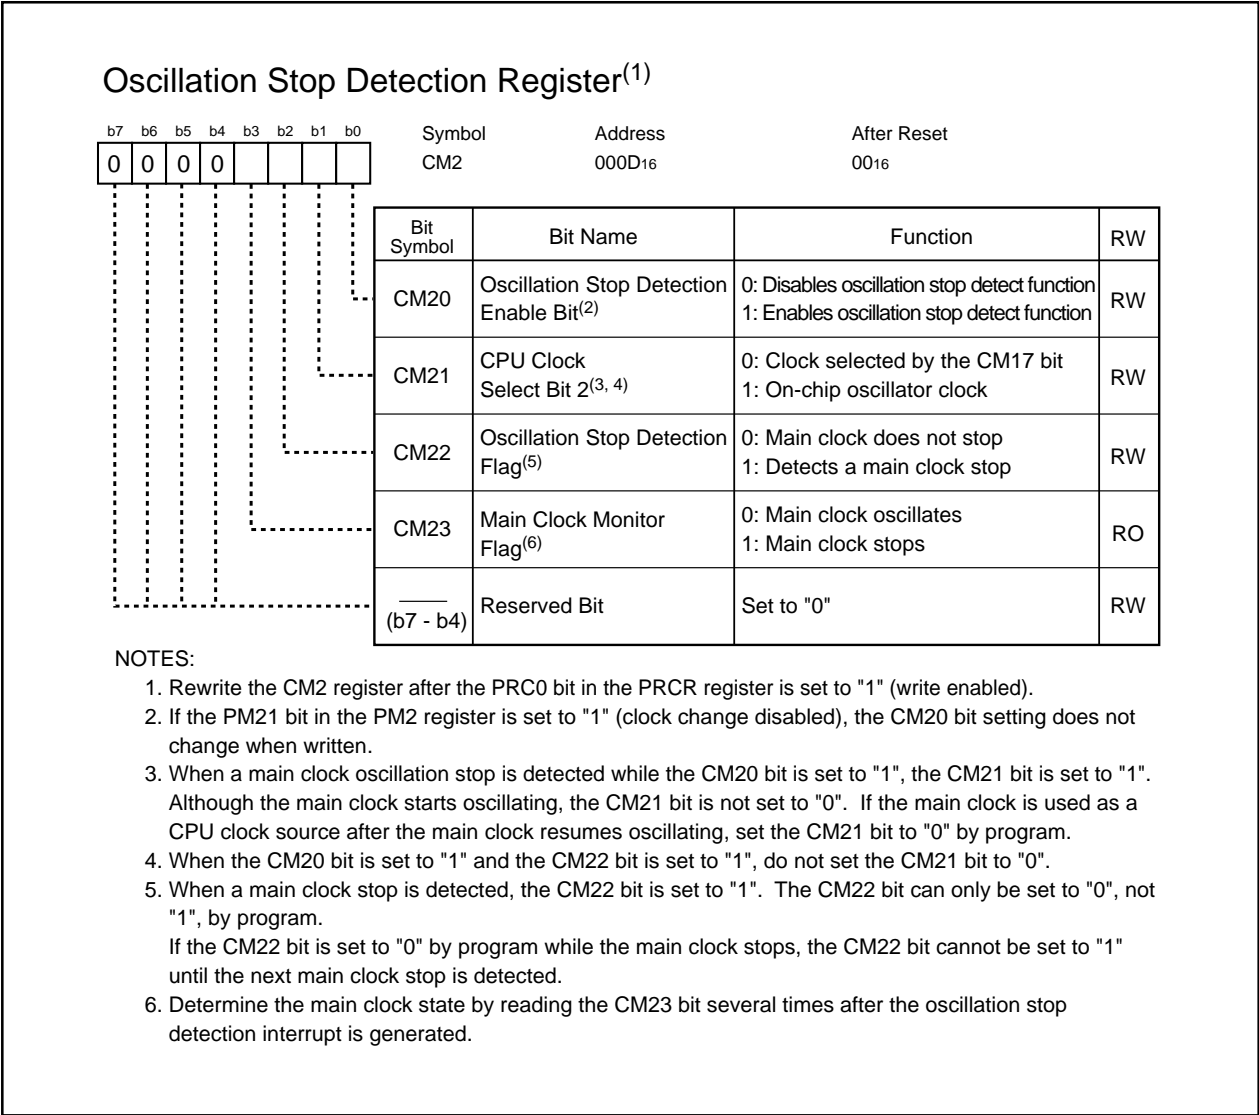 Oscillation Stop Detection Register(1)
b7 b6 b5 b4 b3 b2 b1 b0
Symbol Address After Reset
0 0 0 0
CM2 000D16 0016
Bit Symbol Bit Name Function RW
CM20 Oscillation Stop Detection Enable Bit(2) 0: Disables oscillation stop detect function
1: Enables oscillation stop detect function RW
CM21 CPU Clock Select Bit 2(3, 4) 0: Clock selected by the CM17 bit
1: On-chip oscillator clock RW
CM22 Oscillation Stop Detection Flag(5) 0: Main clock does not stop
1: Detects a main clock stop RW
CM23 Main Clock Monitor Flag(6) 0: Main clock oscillates
1: Main clock stops RO
(b7 - b4) Reserved Bit Set to "0" RW
NOTES:
1. Rewrite the CM2 register after the PRC0 bit in the PRCR register is set to "1" (write enabled).
2. If the PM21 bit in the PM2 register is set to "1" (clock change disabled), the CM20 bit setting does not
change when written.
3. When a main clock oscillation stop is detected while the CM20 bit is set to "1", the CM21 bit is set to "1".
Although the main clock starts oscillating, the CM21 bit is not set to "0". If the main clock is used as a
CPU clock source after the main clock resumes oscillating, set the CM21 bit to "0" by program.
4. When the CM20 bit is set to "1" and the CM22 bit is set to "1", do not set the CM21 bit to "0".
5. When a main clock stop is detected, the CM22 bit is set to "1". The CM22 bit can only be set to "0", not
"1", by program.
If the CM22 bit is set to "0" by program while the main clock stops, the CM22 bit cannot be set to "1"
until the next main clock stop is detected.
6. Determine the main clock state by reading the CM23 bit several times after the oscillation stop
detection interrupt is generated.